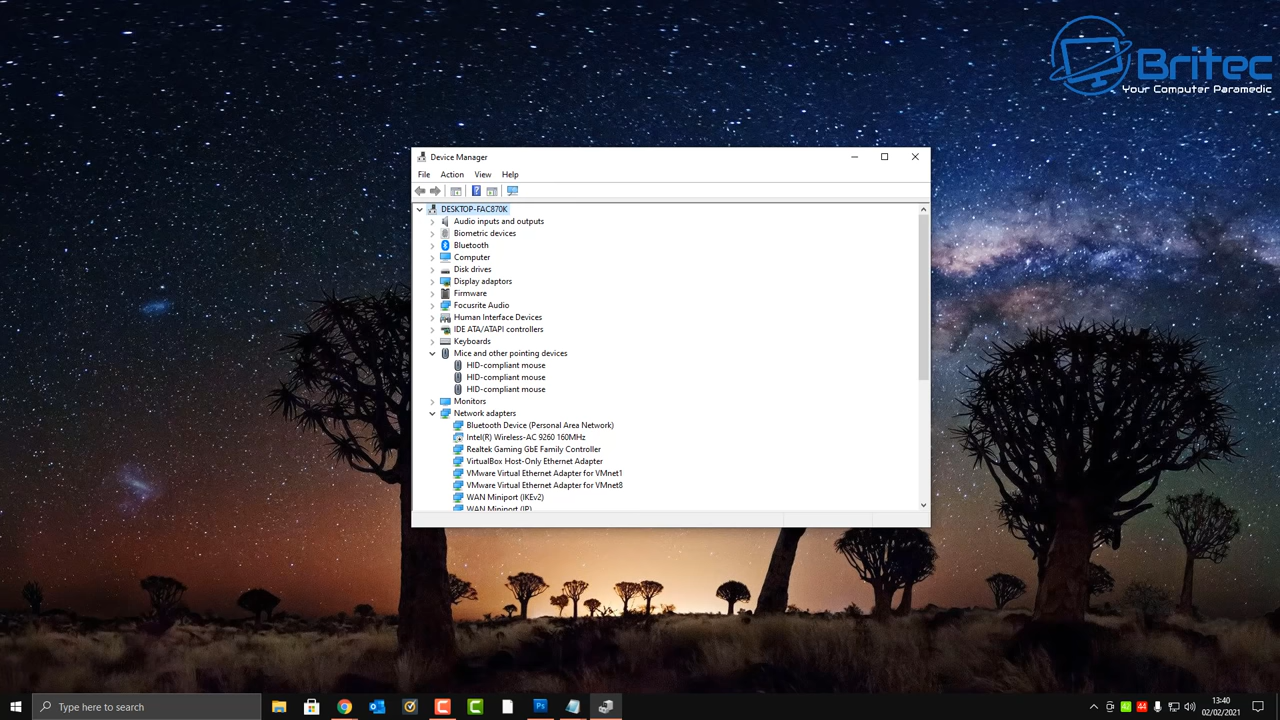 Britec
Your Computer Paramedic
Device Manager
File Action View Help
DESKTOP-FAC870K
Audio inputs and outputs
Biometric devices
Bluetooth
Computer
Disk drives
Display adaptors
Firmware
Focusrite Audio
Human Interface Devices
IDE ATA/ATAPI controllers
Keyboards
Mice and other pointing devices
HID-compliant mouse
HID-compliant mouse
HID-compliant mouse
Monitors
Network adapters
Bluetooth Device (Personal Area Network)
Intel(R) Wireless-AC 9260 160MHz
Realtek Gaming GbE Family Controller
VirtualBox Host-Only Ethernet Adapter
VMware Virtual Ethernet Adapter for VMnet1
VMware Virtual Ethernet Adapter for VMnet8
WAN Miniport (IKEv2)
WAN Miniport (IP)
Type here to search
Ps
44
13:40
02/02/2021